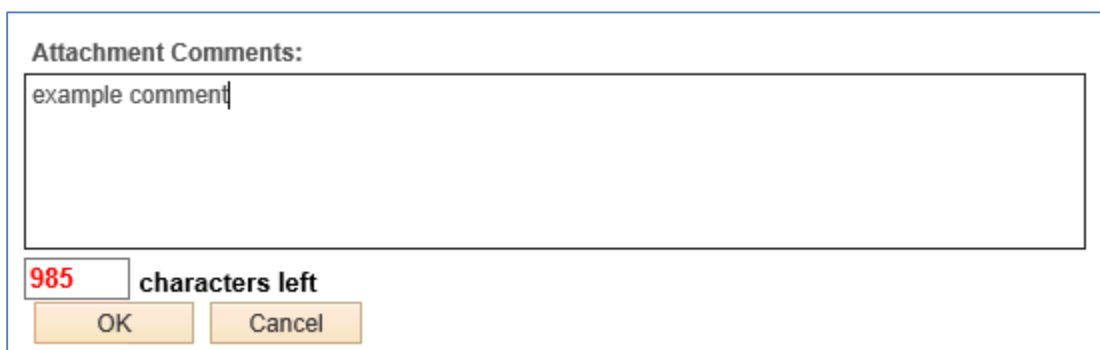 Attachment Comments:
example comment
985 characters left
OK Cancel